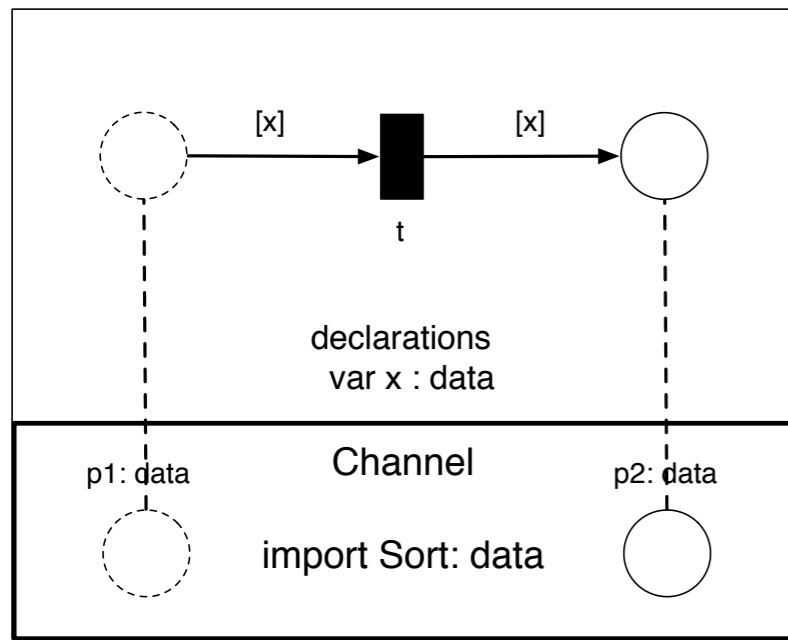 [x] [x]
t
declarations
var x : data
Channel
p1: data p2: data
import Sort: data